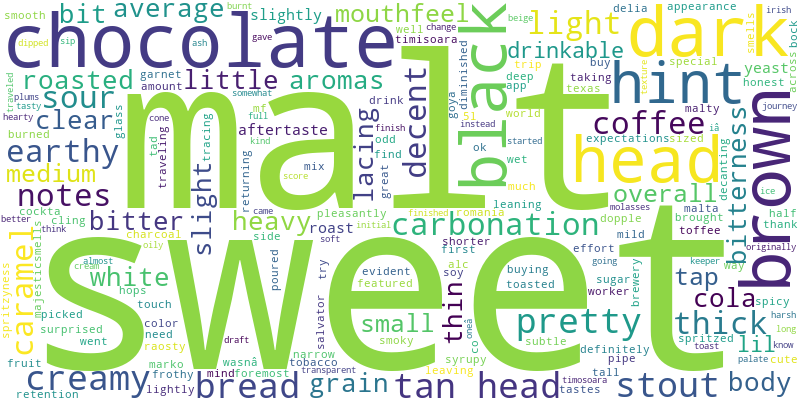 malt
sweet
chocolate
dark
black
brown
head
hint
light
stout
creamy
caramel
coffee
carbonation
tan head
thick
pretty
bread
grain
body
heavy
white
small
thin
cola
tap
lil
overall
bitterness
drinkable
mouthfeel
average
bit
slightly
smooth
burnt
roasted
little
aromas
sour
clear
earthy
medium
notes
bitter
slight
lacing
decent
aftertaste
garnet
amount
burned
glass
tad
cone
traveling
tracing
returning
mix
drink
odd
find
great
finish
full
mf
kind
somewhat
score
dipped
sip
ash
gave
timisoara
well
change
beige
delia
appearance
irish
bock
across
yeast
honest
special
trip
buy
taking
deep
app
texas
diminished
goya
5l
world
instead
ok
started
wet
much
leaning
expectations
sized
malty
smells
journey
decanting
ice
molasses
half
thank
originally
malta
brought
toffee
way
keeper
going
sugar
brewery
worker
effort
mild
dopple
romania
finished
shorter
first
alc
soy
buying
toasted
spicy
harsh
long
know
toast
palate
cute
spritzed
subtle
definitely
pipe
tall
tastes
timosoara
oneâ
iâ
co
syrupy
leaving
smoky
featured
evident
initial
pleasantly
came
soft
roast
side
try
salvator
narrow
tobacco
transparent
draft
foremost
mind
wasnâ
poured
color
need
touch
hops
charcoal
oily
cling
cockta
better
think
almost
cream
picked
surprised
went
raosty
marko
frothy
lightly
retention
fruit
spritzyness
majesticsmells
hearty
tasty
plums
traveled
texture